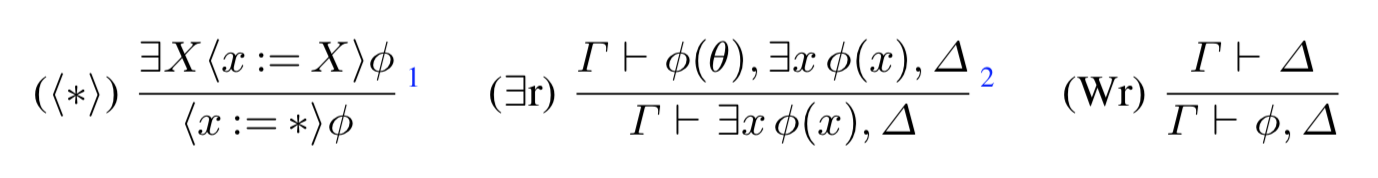 (⟨∗⟩) ∃X⟨x := X⟩ϕ / ⟨x := ∗⟩ϕ 1 (∃r) Γ ⊢ ϕ(θ), ∃x ϕ(x), Δ / Γ ⊢ ∃x ϕ(x), Δ 2 (Wr) Γ ⊢ Δ / Γ ⊢ ϕ, Δ